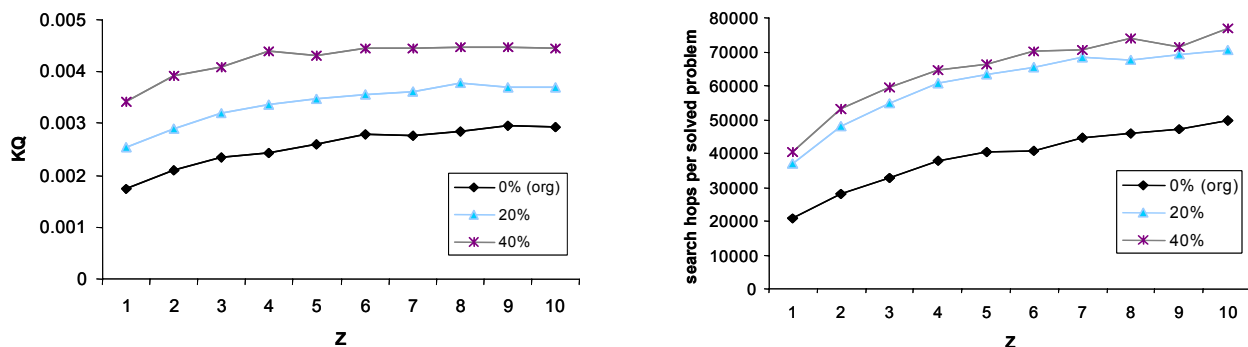 0.005
0.004
0.003
0.002
0.001
0
KQ
1 2 3 4 5 6 7 8 9 10
Z
0% (org)
20%
40%
80000
70000
60000
50000
40000
30000
20000
10000
0
search hops per solved problem
1 2 3 4 5 6 7 8 9 10
Z
0% (org)
20%
40%